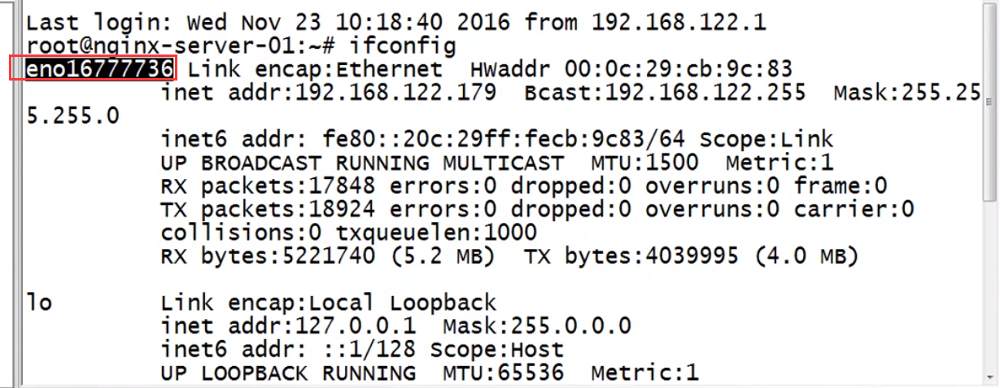 Last login: Wed Nov 23 10:18:40 2016 from 192.168.122.1
root@nginx-server-01:~# ifconfig
eno16777736 Link encap:Ethernet  HWaddr 00:0c:29:cb:9c:83
          inet addr:192.168.122.179  Bcast:192.168.122.255  Mask:255.25
5.255.0
          inet6 addr: fe80::20c:29ff:fecb:9c83/64 Scope:Link
          UP BROADCAST RUNNING MULTICAST  MTU:1500  Metric:1
          RX packets:17848 errors:0 dropped:0 overruns:0 frame:0
          TX packets:18924 errors:0 dropped:0 overruns:0 carrier:0
          collisions:0 txqueuelen:1000
          RX bytes:5221740 (5.2 MB)  TX bytes:4039995 (4.0 MB)

lo        Link encap:Local Loopback
          inet addr:127.0.0.1  Mask:255.0.0.0
          inet6 addr: ::1/128 Scope:Host
          UP LOOPBACK RUNNING  MTU:65536  Metric:1